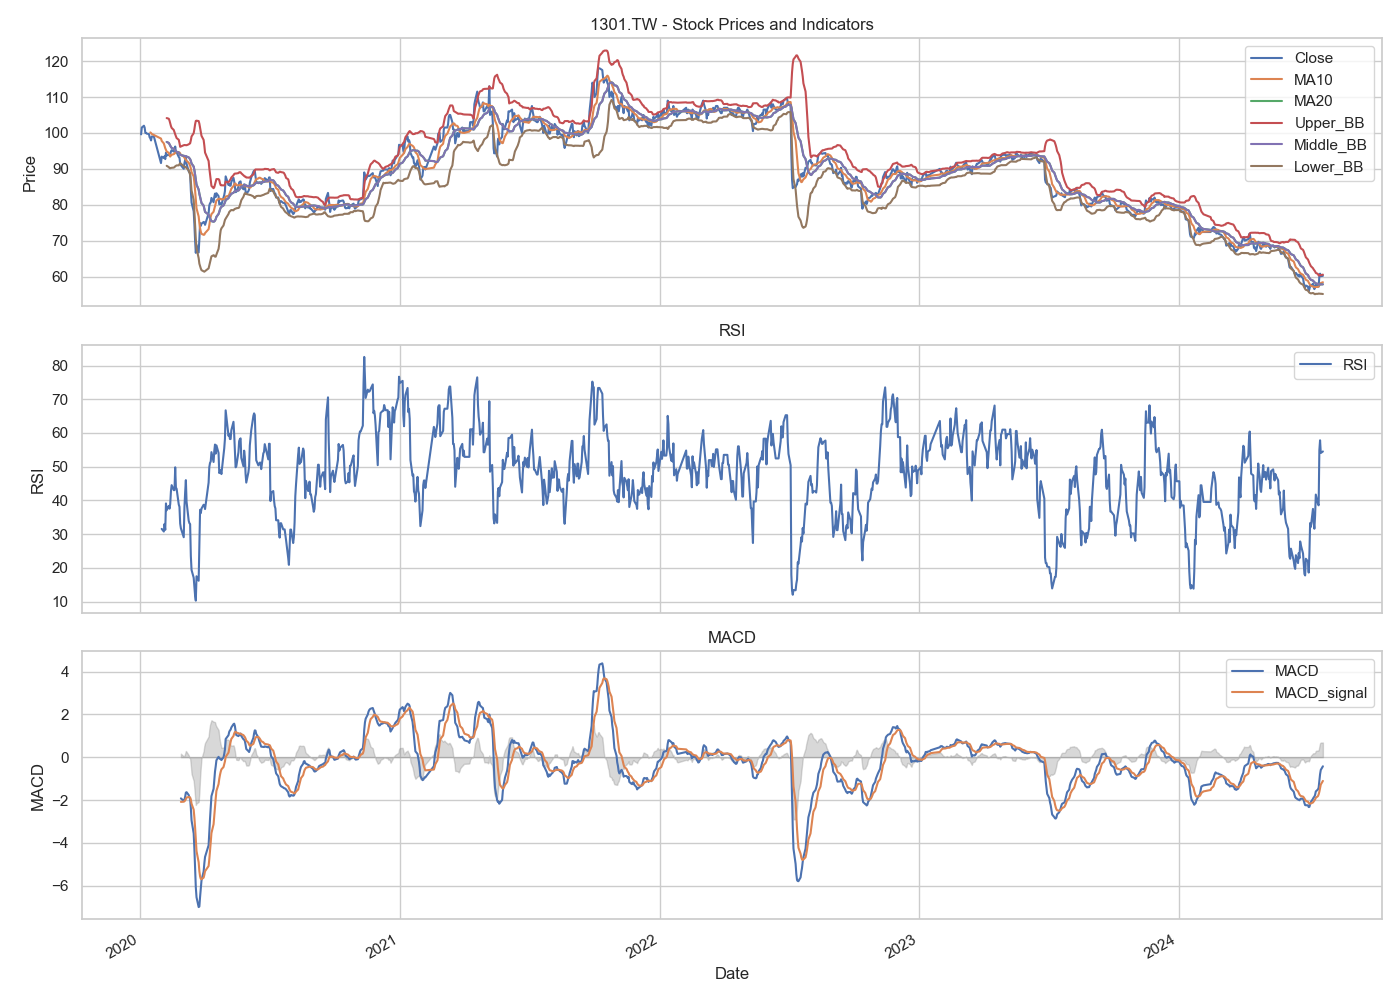 1301.TW - Stock Prices and Indicators
Price
120
110
100
90
80
70
60
Close
MA10
MA20
Upper_BB
Middle_BB
Lower_BB
RSI
RSI
80
70
60
50
40
30
20
10
RSI
MACD
MACD
4
2
0
−2
−4
−6
MACD
MACD_signal
2020
2021
2022
2023
2024
Date